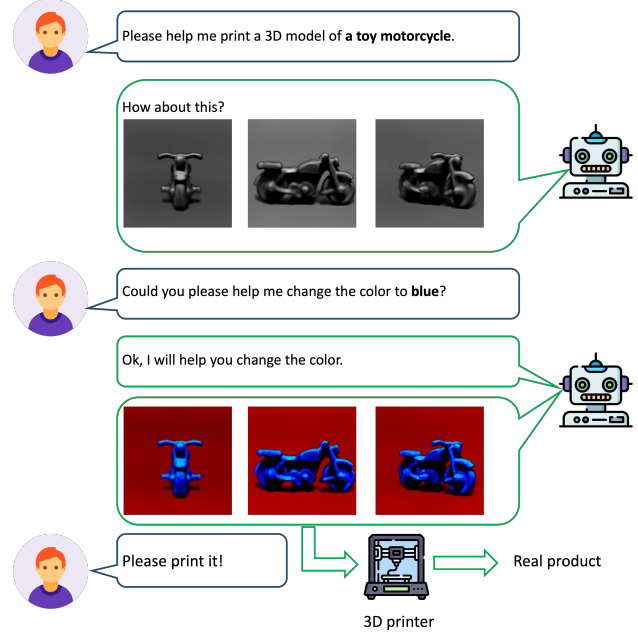 Please help me print a 3D model of a toy motorcycle.
How about this?
Could you please help me change the color to blue?
Ok, I will help you change the color.
Please print it!
Real product
3D printer